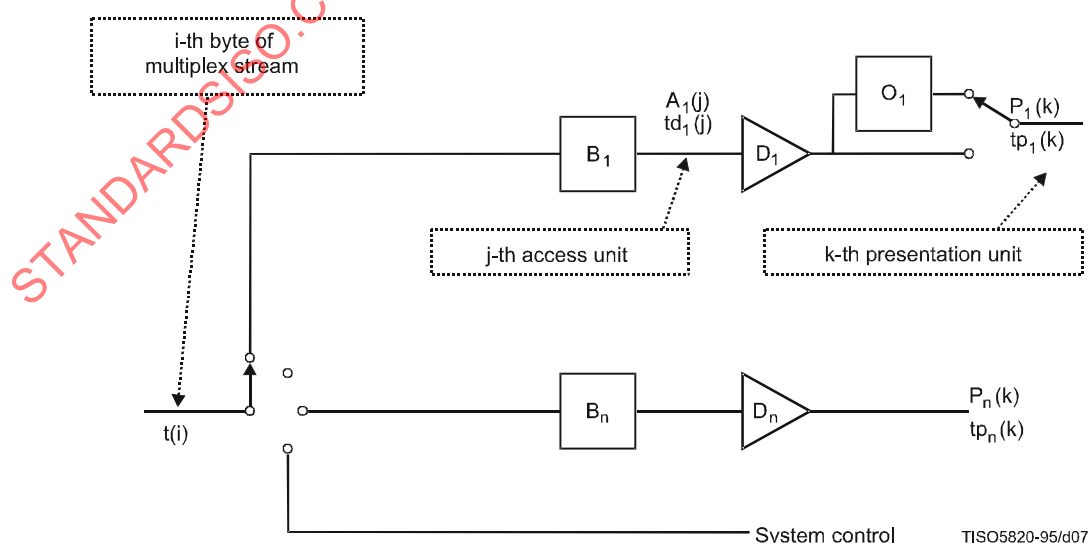 i-th byte of
multiplex stream
STANDARDSISO.C
A₁(j)
td₁(j)
B₁
D₁
O₁
P₁(k)
tp₁(k)
j-th access unit
k-th presentation unit
t(i)
Bₙ
Dₙ
Pₙ(k)
tpₙ(k)
System control
TISO5820-95/d07